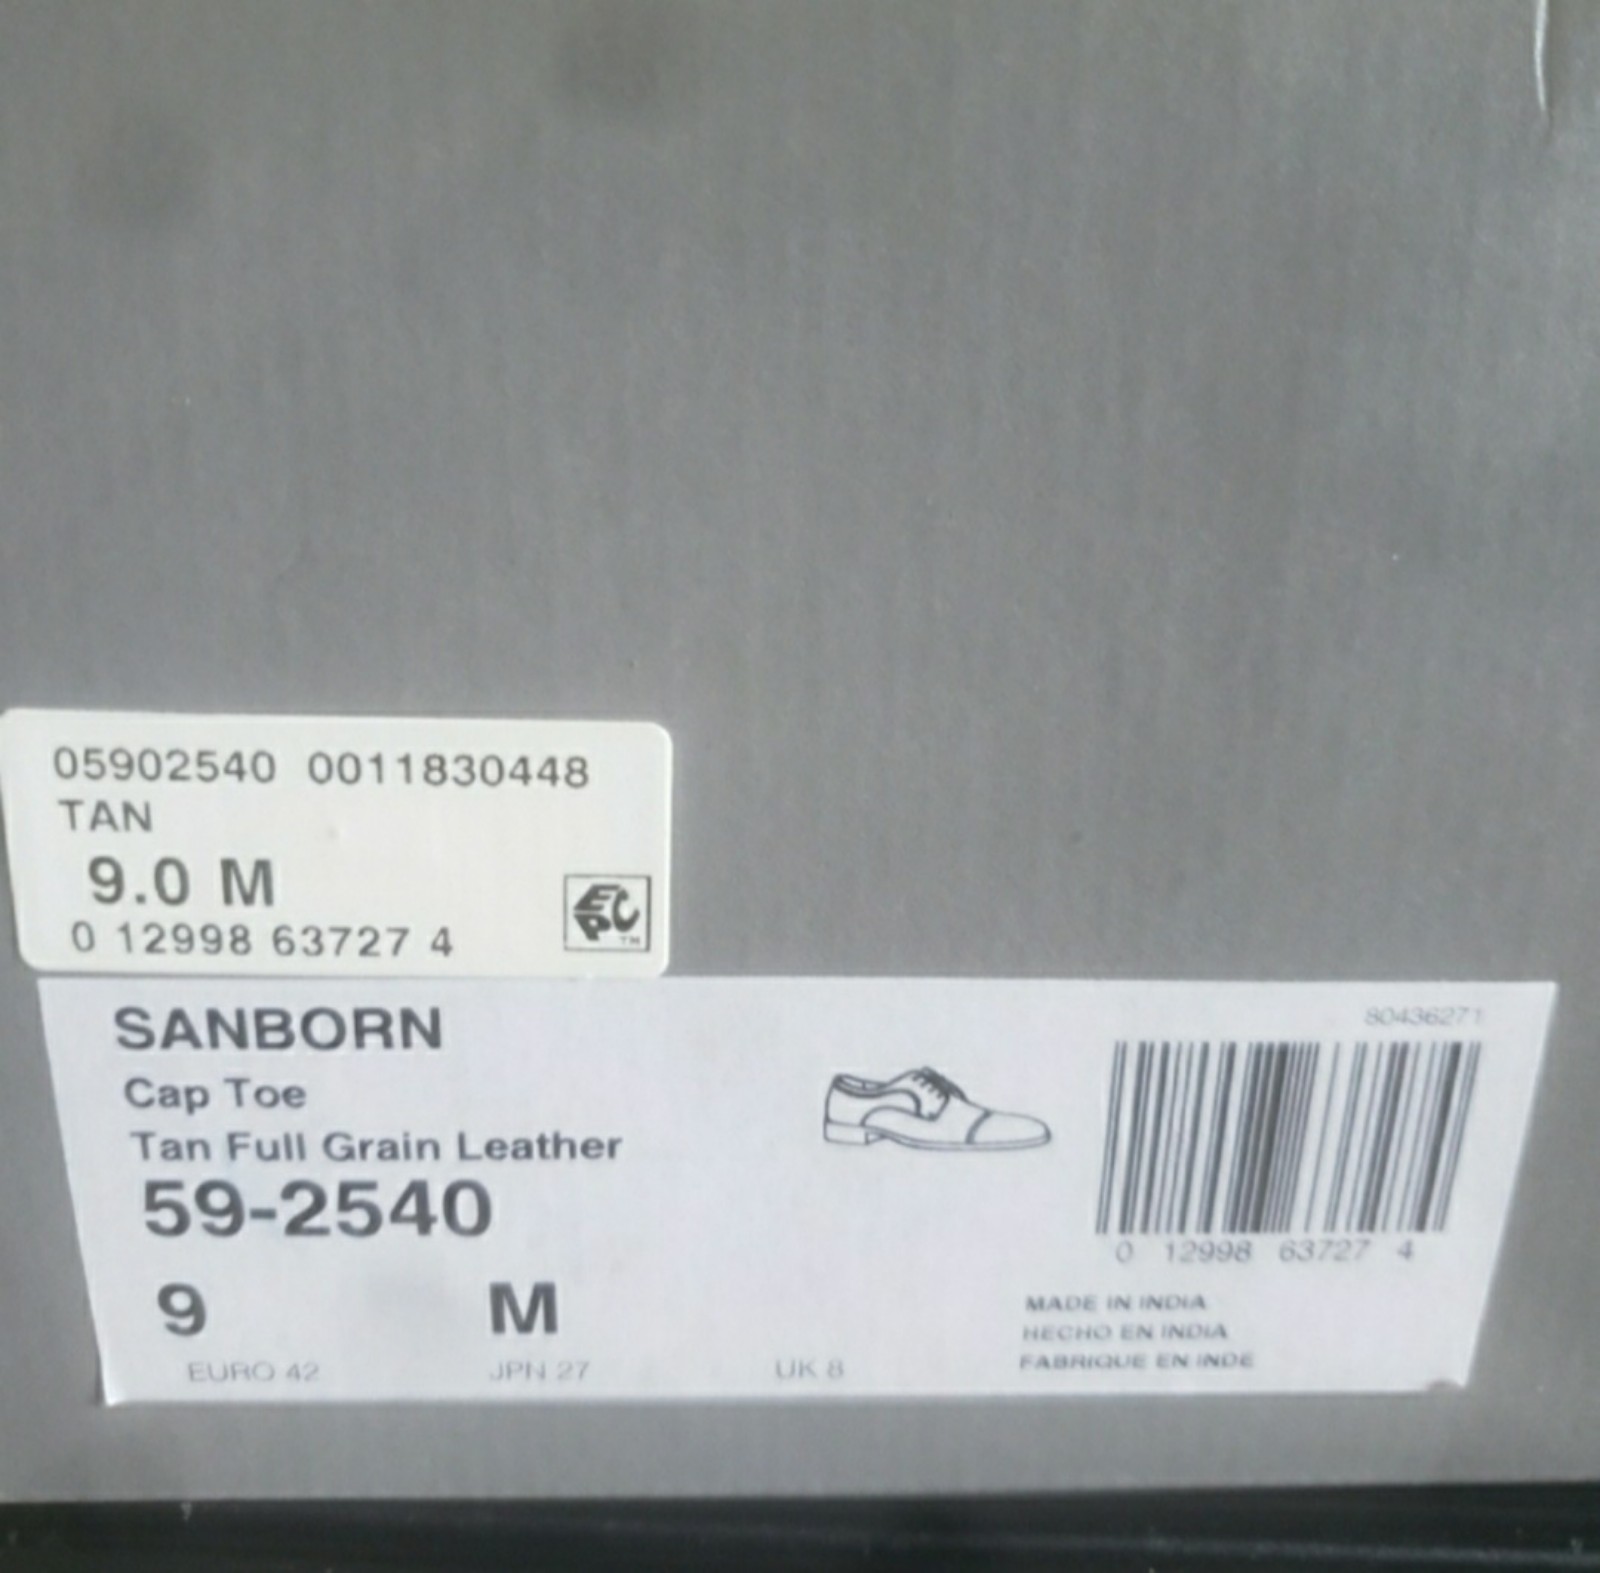 05902540 0011830448
TAN
9.0 M
0 12998 63727 4
EPC TM
SANBORN
Cap Toe
Tan Full Grain Leather
59-2540
9 M
EURO 42 JPN 27 UK 8
80436271
0 12998 63727 4
MADE IN INDIA
HECHO EN INDIA
FABRIQUE EN INDE